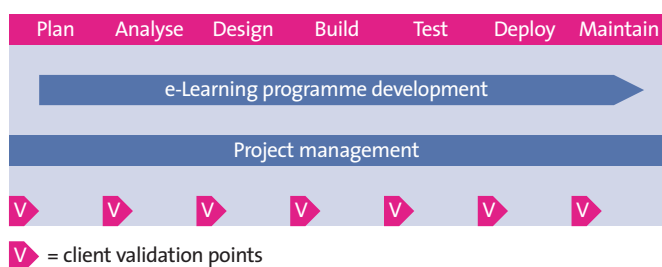 Plan Analyse Design Build Test Deploy Maintain
e-Learning programme development
Project management
V V V V V V V
V = client validation points